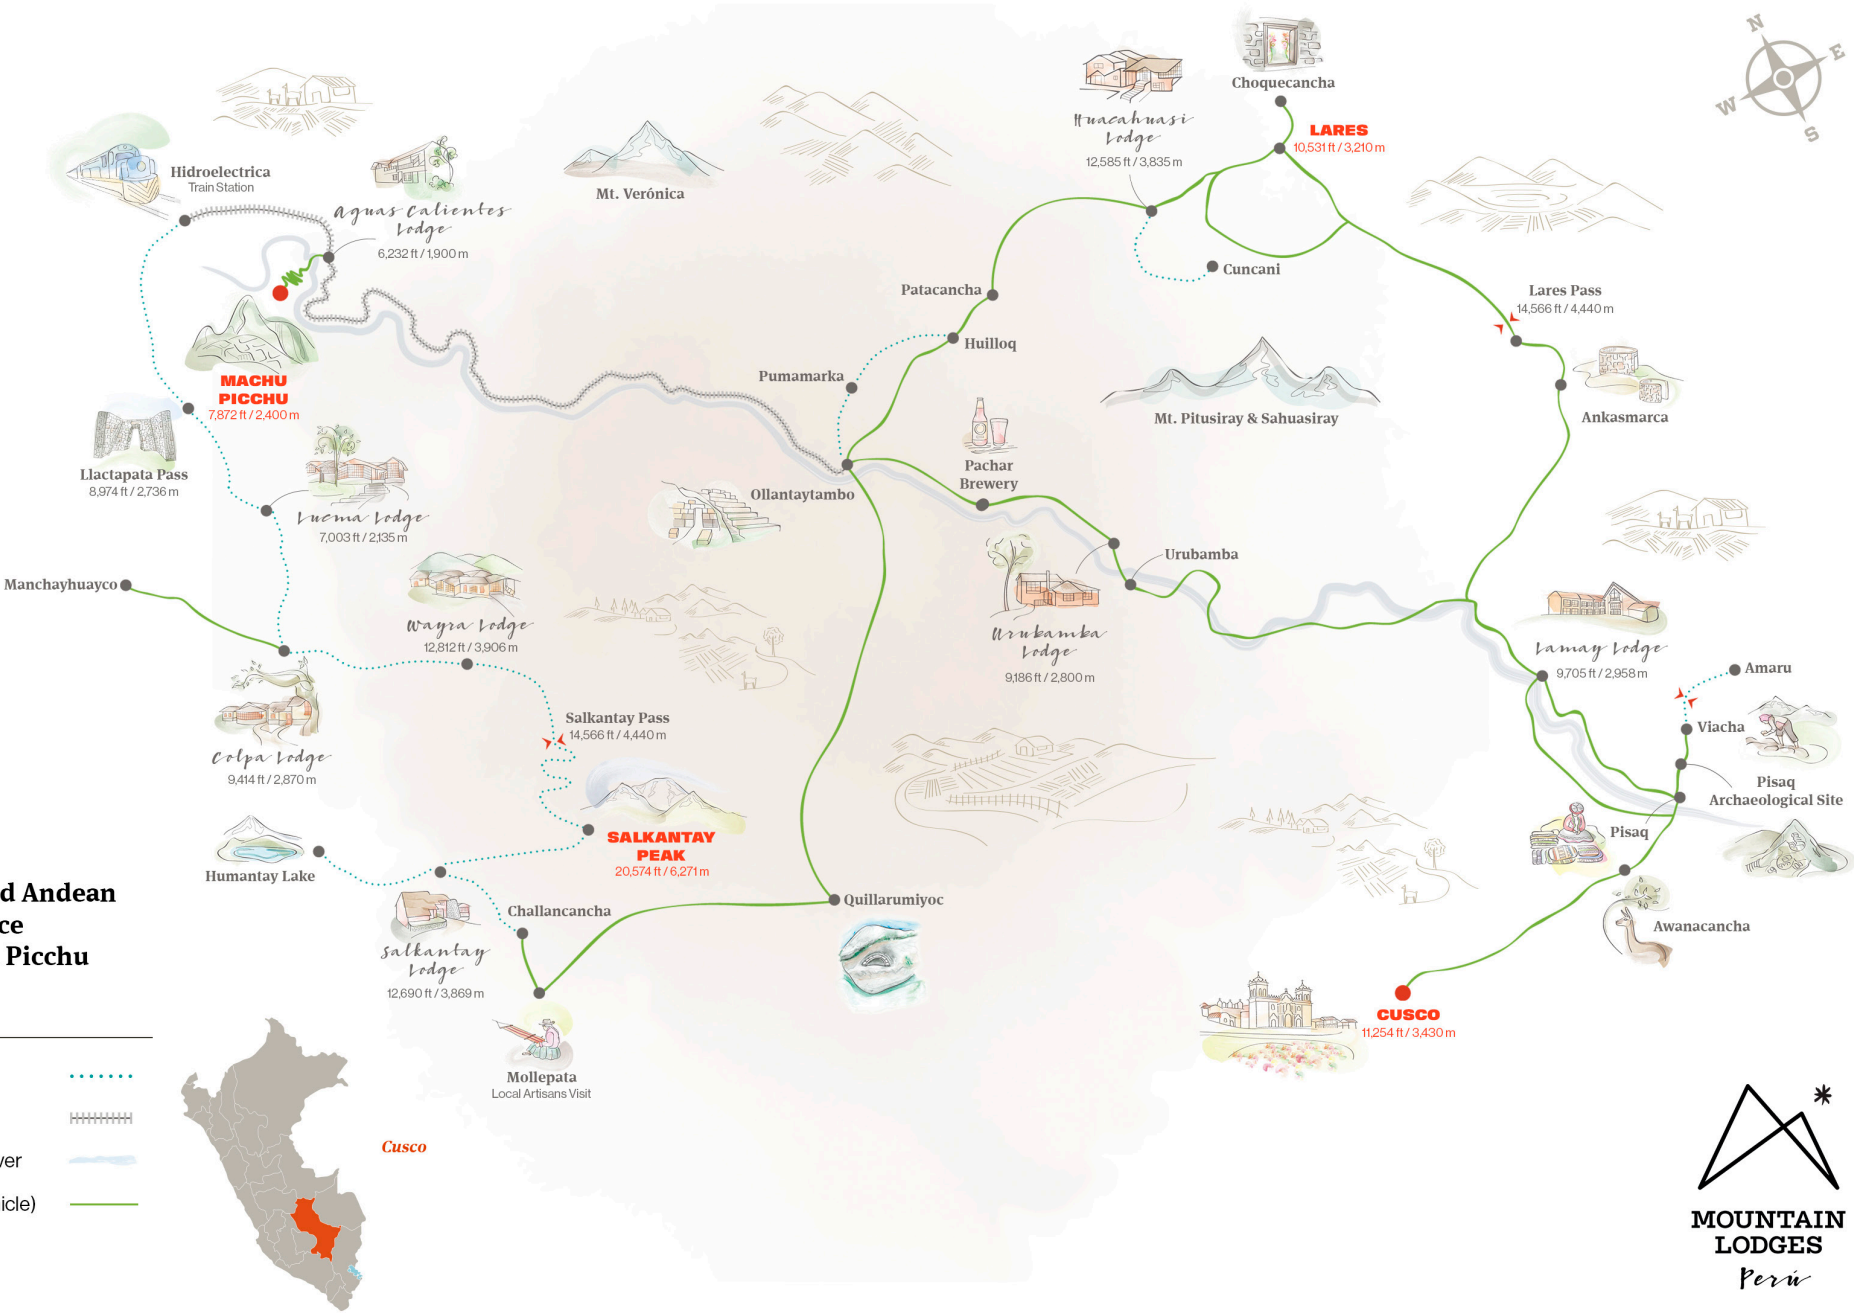 N
E
W
S
Choquecancha
Huacahuasi
Lodge
12,585 ft / 3,835 m
LARES
10,531 ft / 3,210 m
Hidroelectrica
Train Station
Aguas Calientes
Lodge
6,232 ft / 1,900 m
Mt. Verónica
Cuncani
Patacancha
Lares Pass
14,566 ft / 4,440 m
Huilloq
Pumamarka
MACHU
PICCHU
7,872 ft / 2,400 m
Mt. Pitusiray & Sahuasiray
Ankasmarca
Llactapata Pass
8,974 ft / 2,736 m
Pachar
Brewery
Ollantaytambo
Lucma Lodge
7,003 ft / 2,135 m
Urubamba
Manchayhuayco
Wayra Lodge
12,812 ft / 3,906 m
Urubamba
Lodge
9,186 ft / 2,800 m
Lamay Lodge
9,705 ft / 2,958 m
Amaru
Salkantay Pass
14,566 ft / 4,440 m
Viacha
Colpa Lodge
9,414 ft / 2,870 m
Pisaq
Archaeological Site
Pisaq
SALKANTAY
PEAK
20,574 ft / 6,271 m
Humantay Lake
Challancancha
Quillarumiyoc
Awanacancha
Salkantay
Lodge
12,690 ft / 3,869 m
CUSCO
11,254 ft / 3,430 m
Mollepata
Local Artisans Visit
d Andean
ce
Picchu
ver
icle)
Cusco
MOUNTAIN
LODGES
Perú